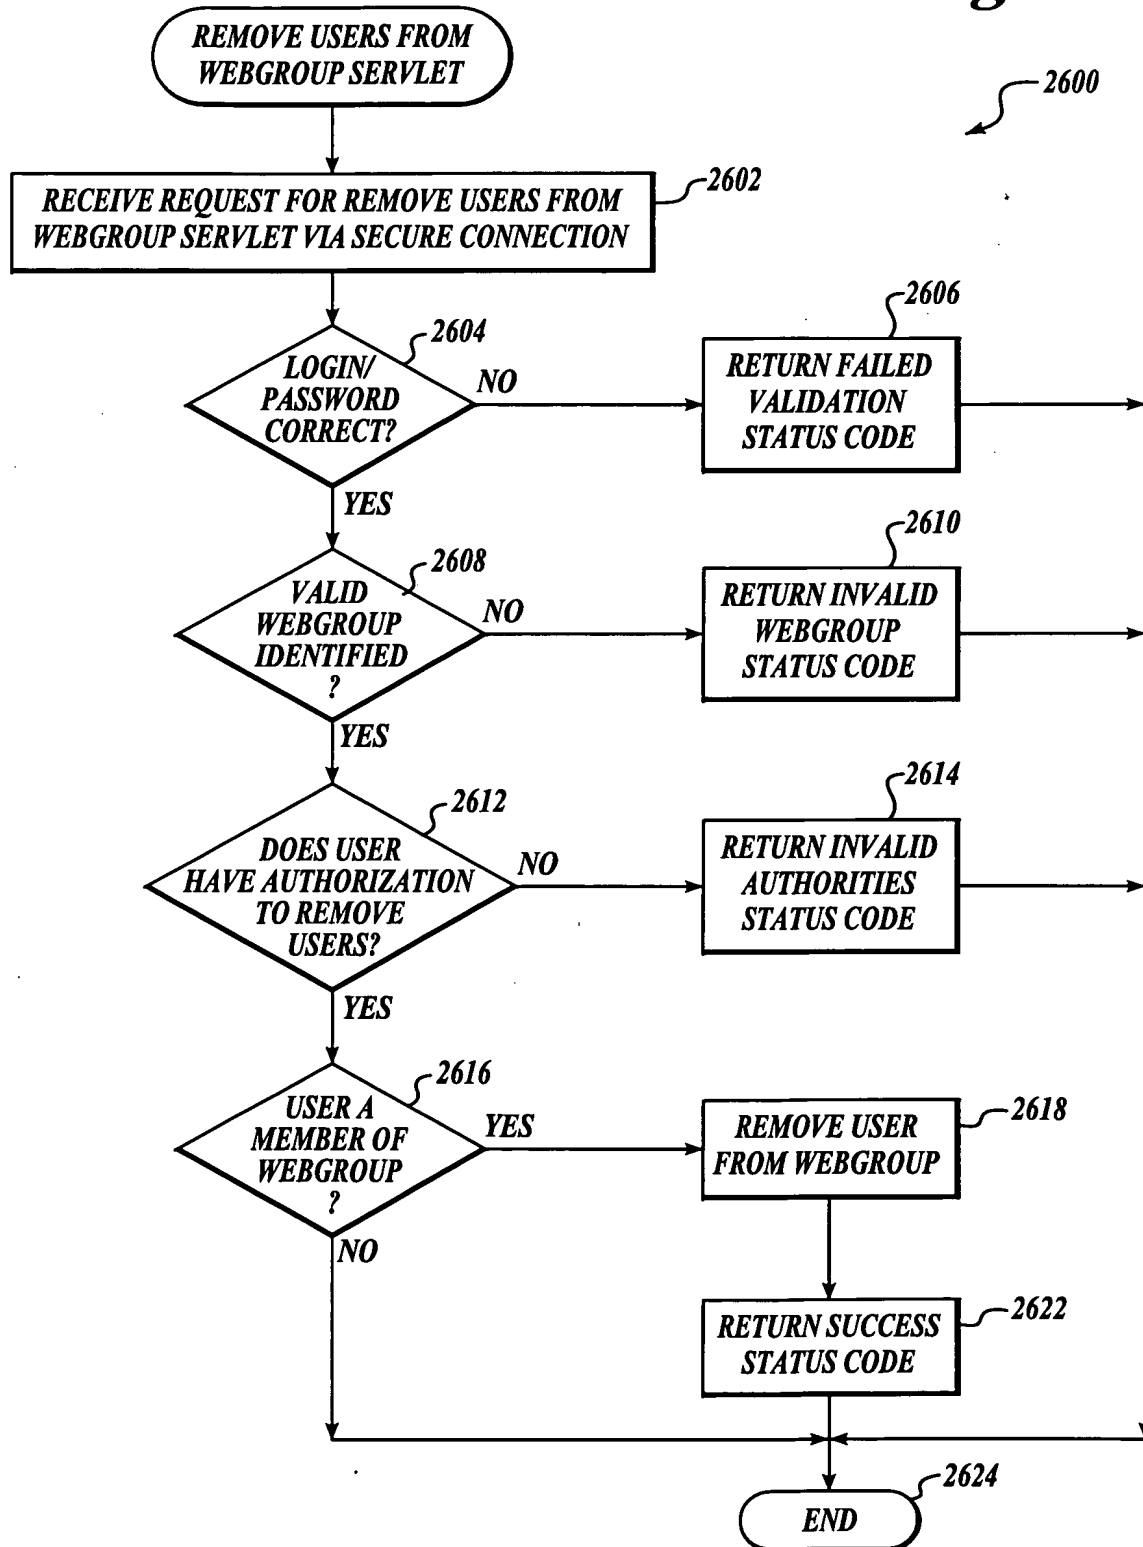 REMOVE USERS FROM
WEBGROUP SERVLET
2600
2602
RECEIVE REQUEST FOR REMOVE USERS FROM
WEBGROUP SERVLET VIA SECURE CONNECTION
2604
LOGIN/
PASSWORD
CORRECT?
NO
2606
RETURN FAILED
VALIDATION
STATUS CODE
YES
2608
VALID
WEBGROUP
IDENTIFIED
?
NO
2610
RETURN INVALID
WEBGROUP
STATUS CODE
YES
2612
DOES USER
HAVE AUTHORIZATION
TO REMOVE
USERS?
NO
2614
RETURN INVALID
AUTHORITIES
STATUS CODE
YES
2616
USER A
MEMBER OF
WEBGROUP
?
YES
2618
REMOVE USER
FROM WEBGROUP
NO
2622
RETURN SUCCESS
STATUS CODE
2624
END